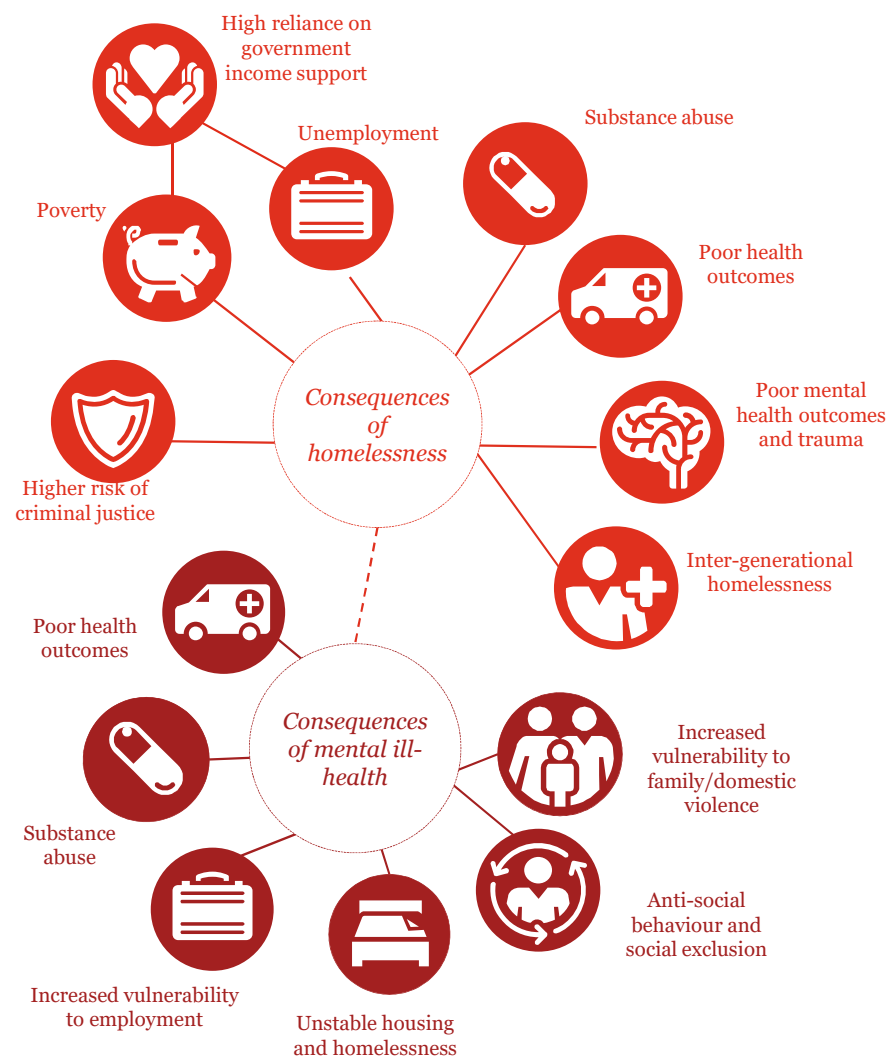 High reliance on
government
income support
Unemployment
Substance abuse
Poverty
Poor health
outcomes
Consequences
of
homelessness
Poor mental
health outcomes
and trauma
Higher risk of
criminal justice
Inter-generational
homelessness
Poor health
outcomes
Consequences
of mental ill-
health
Increased
vulnerability to
family/domestic
violence
Substance
abuse
Anti-social
behaviour and
social exclusion
Increased vulnerability
to employment
Unstable housing
and homelessness